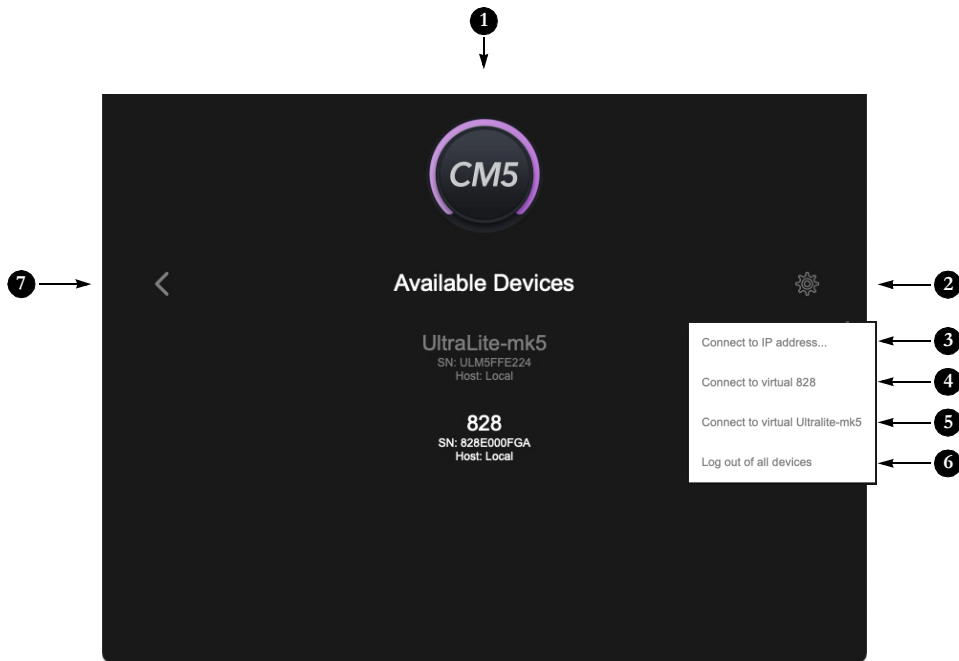 1
CM5
7
Available Devices
2
UltraLite-mk5
SN: ULM5FFE224
Host: Local
828
SN: 828E000FGA
Host: Local
Connect to IP address...
3
Connect to virtual 828
4
Connect to virtual Ultralite-mk5
5
Log out of all devices
6